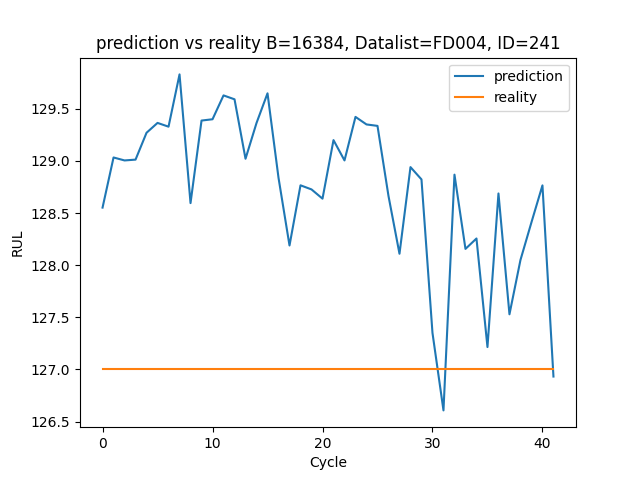 prediction vs reality B=16384, Datalist=FD004, ID=241
prediction
reality
129.5
129.0
128.5
128.0
127.5
127.0
126.5
RUL
0 10 20 30 40
Cycle